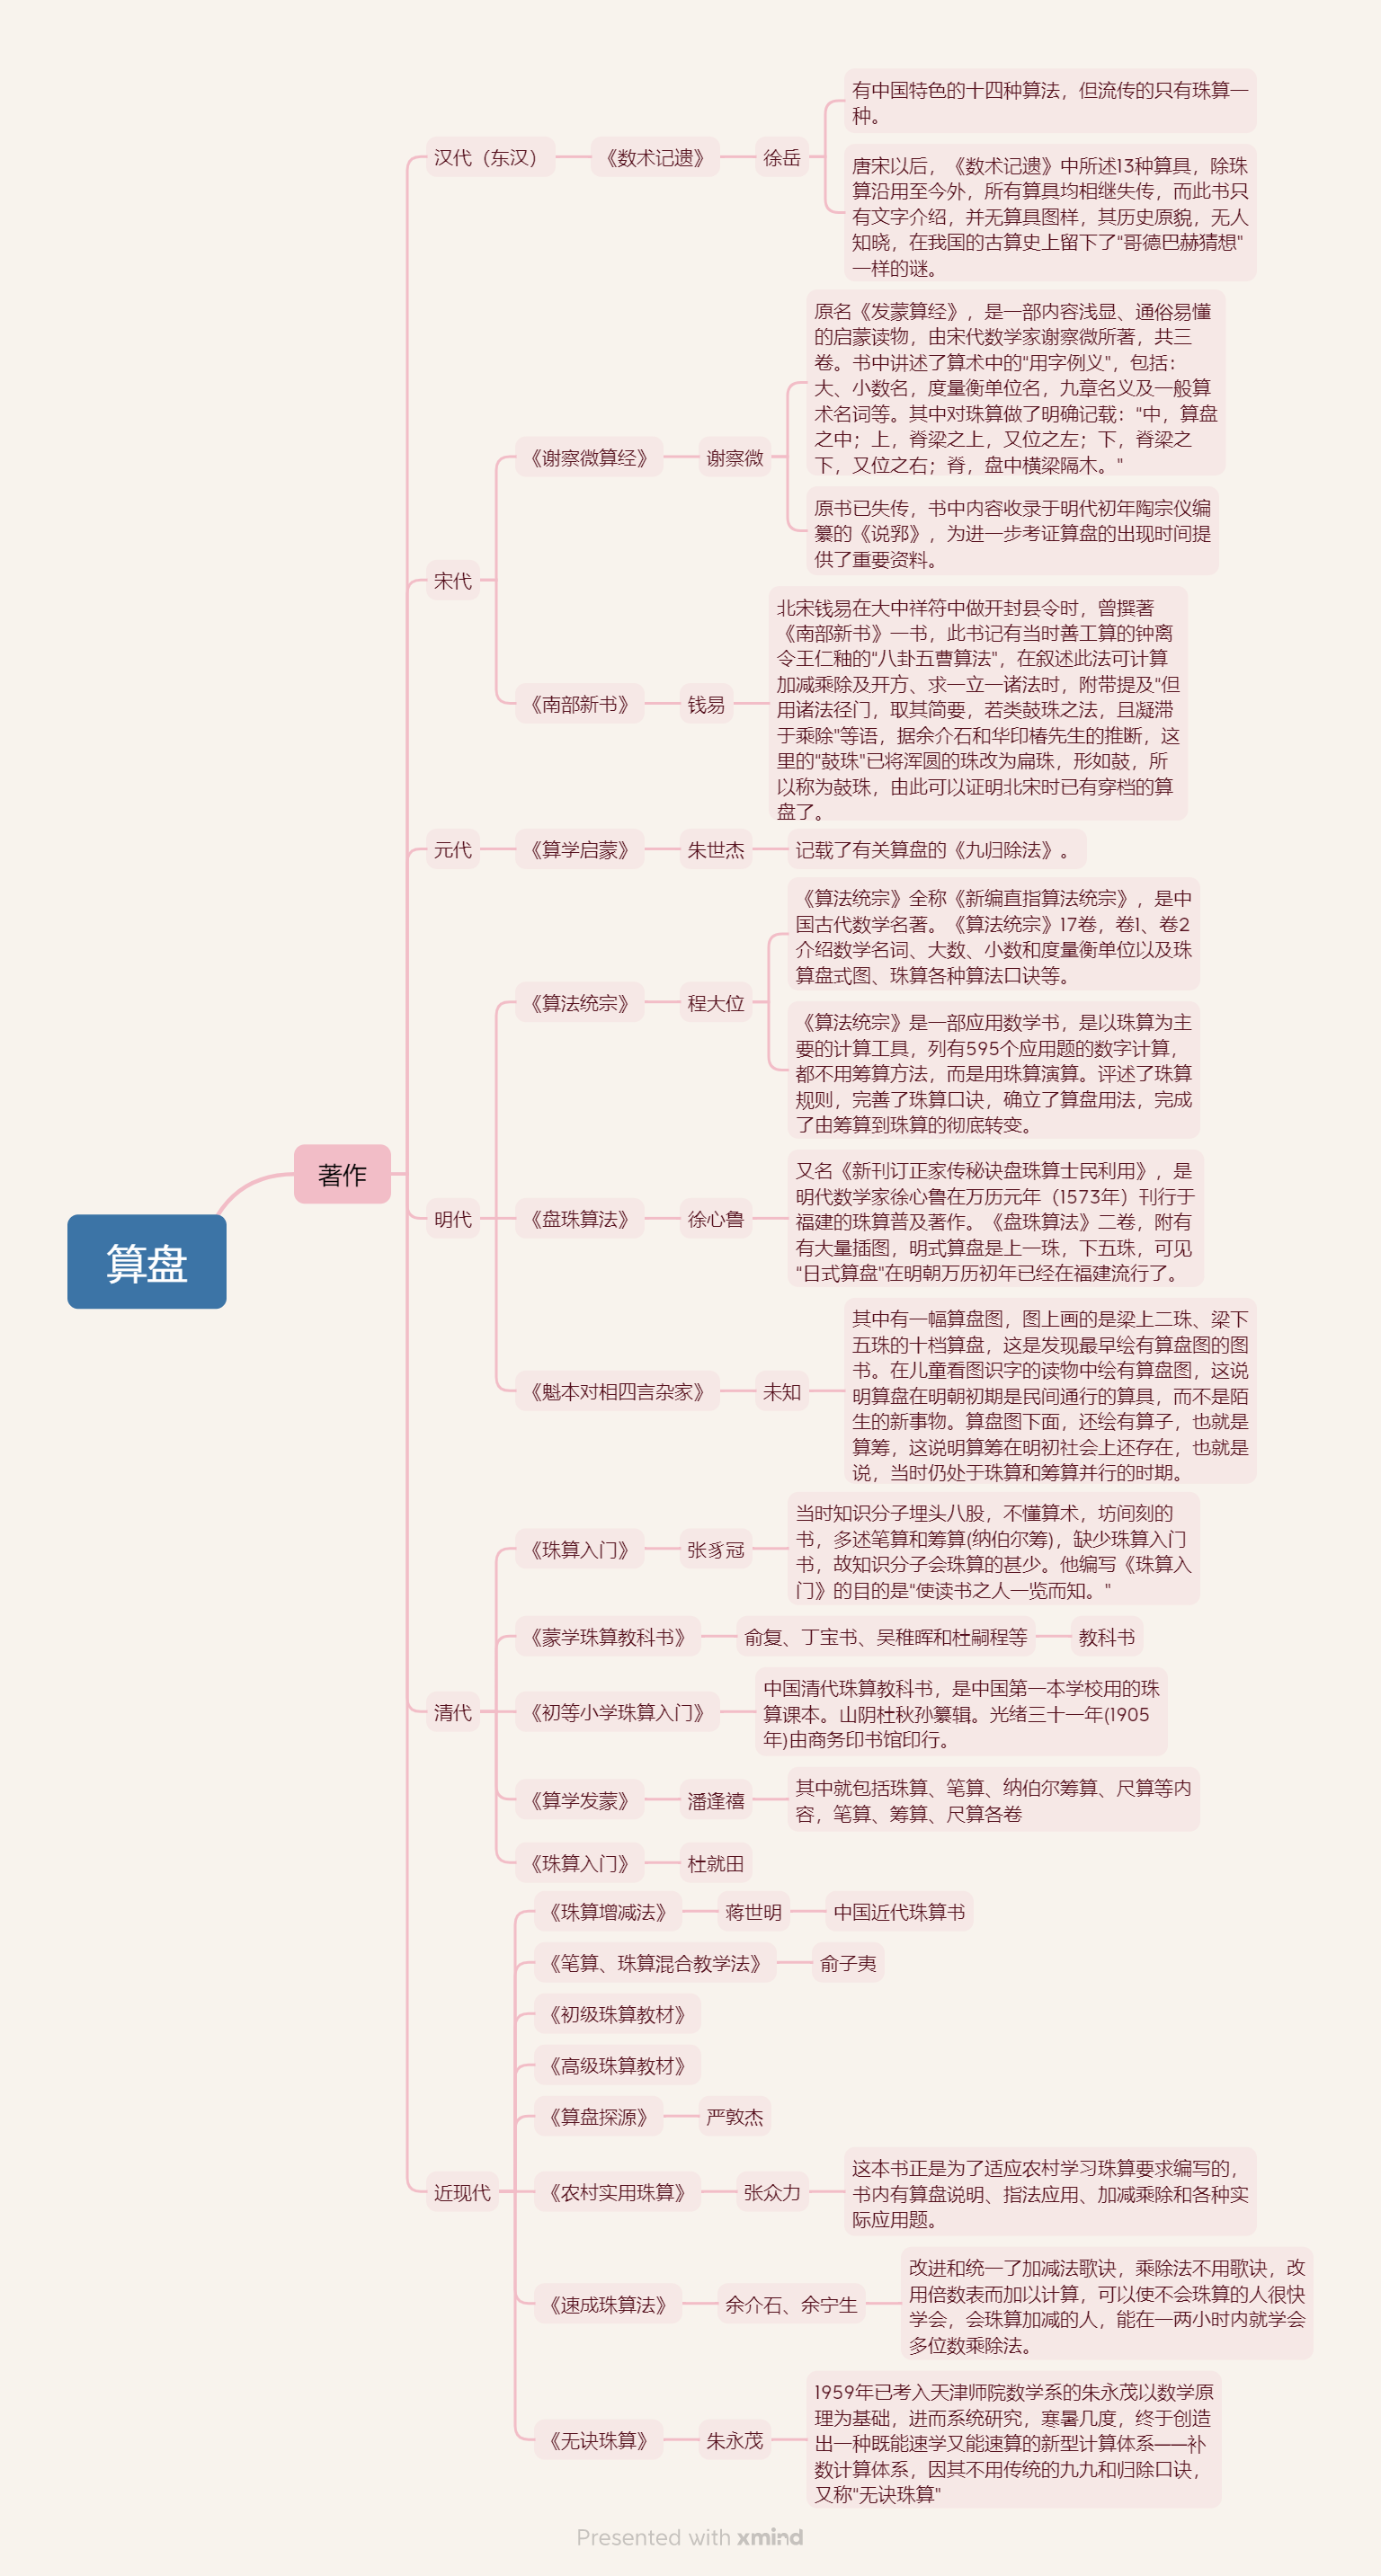 算盘
著作
汉代（东汉）
《数术记遗》
徐岳
有中国特色的十四种算法，但流传的只有珠算一
种。
唐宋以后，《数术记遗》中所述13种算具，除珠
算沿用至今外，所有算具均相继失传，而此书只
有文字介绍，并无算具图样，其历史原貌，无人
知晓，在我国的古算史上留下了"哥德巴赫猜想"
一样的谜。
宋代
《谢察微算经》
谢察微
原名《发蒙算经》，是一部内容浅显、通俗易懂
的启蒙读物，由宋代数学家谢察微所著，共三
卷。书中讲述了算术中的"用字例义"，包括：
大、小数名，度量衡单位名，九章名义及一般算
术名词等。其中对珠算做了明确记载："中，算盘
之中；上，脊梁之上，又位之左；下，脊梁之
下，又位之右；脊，盘中横梁隔木。"
原书已失传，书中内容收录于明代初年陶宗仪编
纂的《说郛》，为进一步考证算盘的出现时间提
供了重要资料。
《南部新书》
钱易
北宋钱易在大中祥符中做开封县令时，曾撰著
《南部新书》一书，此书记有当时善工算的钟离
令王仁釉的"八卦五曹算法"，在叙述此法可计算
加减乘除及开方、求一立一诸法时，附带提及"但
用诸法径门，取其简要，若类鼓珠之法，且凝滞
于乘除"等语，据余介石和华印椿先生的推断，这
里的"鼓珠"已将浑圆的珠改为扁珠，形如鼓，所
以称为鼓珠，由此可以证明北宋时已有穿档的算
盘了。
元代
《算学启蒙》
朱世杰
记载了有关算盘的《九归除法》。
明代
《算法统宗》
程大位
《算法统宗》全称《新编直指算法统宗》，是中
国古代数学名著。《算法统宗》17卷，卷1、卷2
介绍数学名词、大数、小数和度量衡单位以及珠
算盘式图、珠算各种算法口诀等。
《算法统宗》是一部应用数学书，是以珠算为主
要的计算工具，列有595个应用题的数字计算，
都不用筹算方法，而是用珠算演算。评述了珠算
规则，完善了珠算口诀，确立了算盘用法，完成
了由筹算到珠算的彻底转变。
《盘珠算法》
徐心鲁
又名《新刊订正家传秘诀盘珠算士民利用》，是
明代数学家徐心鲁在万历元年（1573年）刊行于
福建的珠算普及著作。《盘珠算法》二卷，附有
有大量插图，明式算盘是上一珠，下五珠，可见
"日式算盘"在明朝万历初年已经在福建流行了。
《魁本对相四言杂家》
未知
其中有一幅算盘图，图上画的是梁上二珠、梁下
五珠的十档算盘，这是发现最早绘有算盘图的图
书。在儿童看图识字的读物中绘有算盘图，这说
明算盘在明朝初期是民间通行的算具，而不是陌
生的新事物。算盘图下面，还绘有算子，也就是
算筹，这说明算筹在明初社会上还存在，也就是
说，当时仍处于珠算和筹算并行的时期。
清代
《珠算入门》
张豸冠
当时知识分子埋头八股，不懂算术，坊间刻的
书，多述笔算和筹算(纳伯尔筹)，缺少珠算入门
书，故知识分子会珠算的甚少。他编写《珠算入
门》的目的是"使读书之人一览而知。"
《蒙学珠算教科书》
俞复、丁宝书、吴稚晖和杜嗣程等
教科书
《初等小学珠算入门》
中国清代珠算教科书，是中国第一本学校用的珠
算课本。山阴杜秋孙纂辑。光绪三十一年(1905
年)由商务印书馆印行。
《算学发蒙》
潘逢禧
其中就包括珠算、笔算、纳伯尔筹算、尺算等内
容，笔算、筹算、尺算各卷
《珠算入门》
杜就田
近现代
《珠算增减法》
蒋世明
中国近代珠算书
《笔算、珠算混合教学法》
俞子夷
《初级珠算教材》
《高级珠算教材》
《算盘探源》
严敦杰
《农村实用珠算》
张众力
这本书正是为了适应农村学习珠算要求编写的，
书内有算盘说明、指法应用、加减乘除和各种实
际应用题。
《速成珠算法》
余介石、余宁生
改进和统一了加减法歌诀，乘除法不用歌诀，改
用倍数表而加以计算，可以使不会珠算的人很快
学会，会珠算加减的人，能在一两小时内就学会
多位数乘除法。
《无诀珠算》
朱永茂
1959年已考入天津师院数学系的朱永茂以数学原
理为基础，进而系统研究，寒暑几度，终于创造
出一种既能速学又能速算的新型计算体系——补
数计算体系，因其不用传统的九九和归除口诀，
又称"无诀珠算"
Presented with xmind